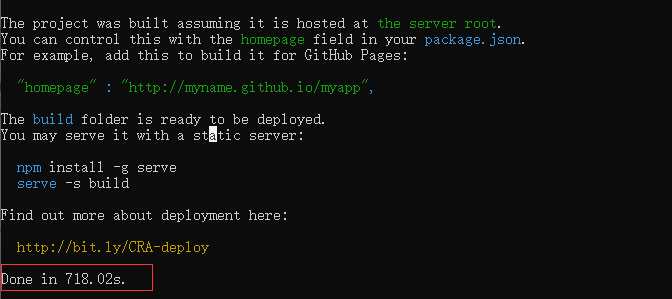 The project was built assuming it is hosted at the server root.
You can control this with the homepage field in your package.json.
For example, add this to build it for GitHub Pages:
"homepage" : "http://myname.github.io/myapp",
The build folder is ready to be deployed.
You may serve it with a static server:
npm install -g serve
serve -s build
Find out more about deployment here:
http://bit.ly/CRA-deploy
Done in 718.02s.